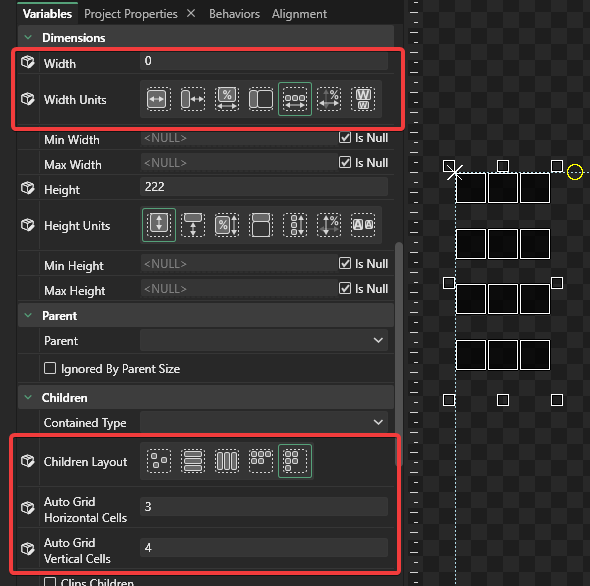 Variables Project Properties × Behaviors Alignment
Dimensions
Width 0
Width Units % % W W
Min Width <NULL> Is Null
Max Width <NULL> Is Null
Height 222
Height Units % % A A
Min Height <NULL> Is Null
Max Height <NULL> Is Null
Parent
Parent
Ignored By Parent Size
Children
Contained Type
Children Layout
Auto Grid
Horizontal Cells 3
Auto Grid
Vertical Cells 4
Clips Children